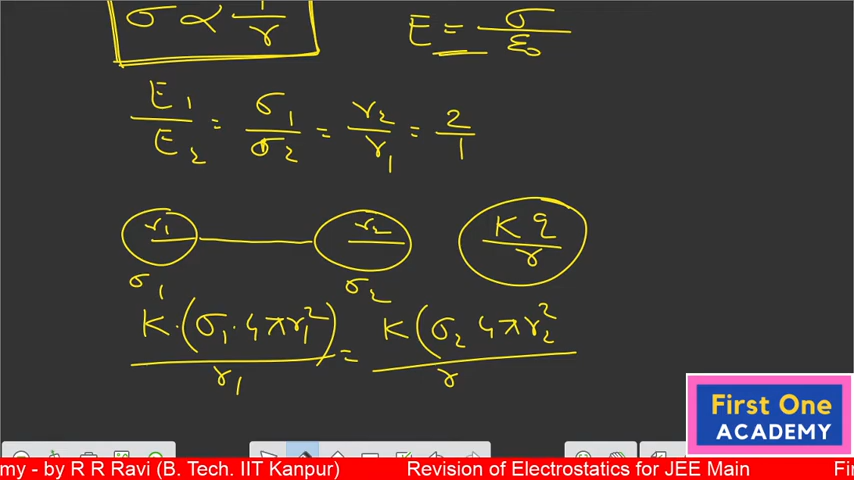 σ ∝ 1/r
E = σ/ε₀
E₁/E₂ = σ₁/σ₂ = r₂/r₁ = 2/1
r₁ r₂ Kq/r
σ₁ σ₂
K·(σ₁·4πr₁²)/r₁ = K(σ₂ 4πr₂²/r
First One
ACADEMY
my - by R R Ravi (B. Tech. IIT Kanpur) Revision of Electrostatics for JEE Main Fi